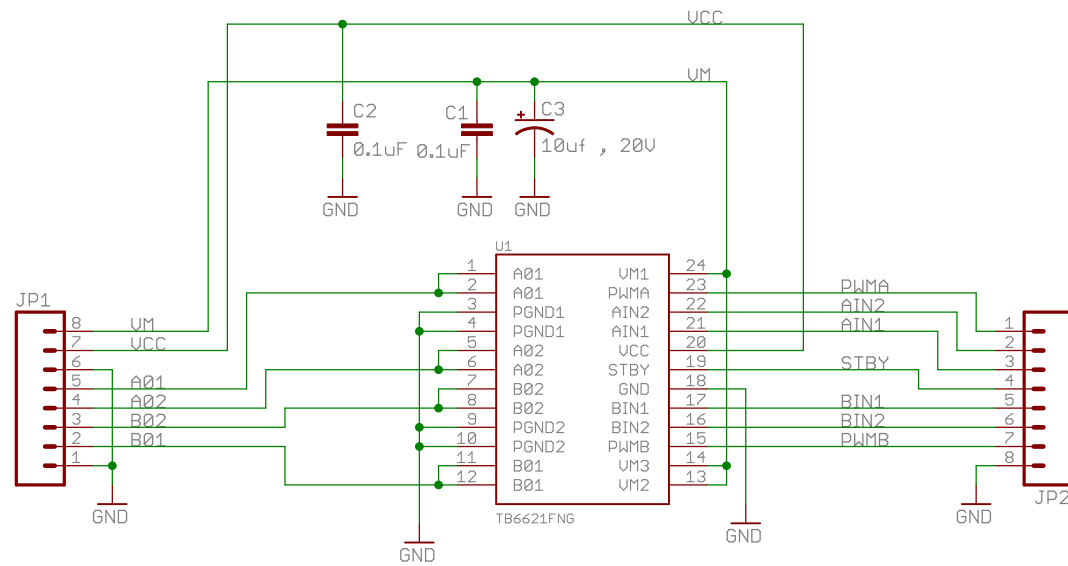 VCC
VM
C2
0.1uF
GND
C1
0.1uF
GND
+
C3
10uf , 20V
GND
U1
1 A01 VM1 24
2 A01 PWMA 23
3 PGND1 AIN2 22
4 PGND1 AIN1 21
5 A02 VCC 20
6 A02 STBY 19
7 B02 GND 18
8 B02 BIN1 17
9 PGND2 BIN2 16
10 PGND2 PWMB 15
11 B01 VM3 14
12 B01 VM2 13
TB6621FNG
GND
GND
JP1
8 VM
7 VCC
6
5 A01
4 A02
3 B02
2 B01
1
GND
PWMA 1
AIN2 2
AIN1 3
STBY 4
BIN1 5
BIN2 6
PWMB 7
8
GND
JP2